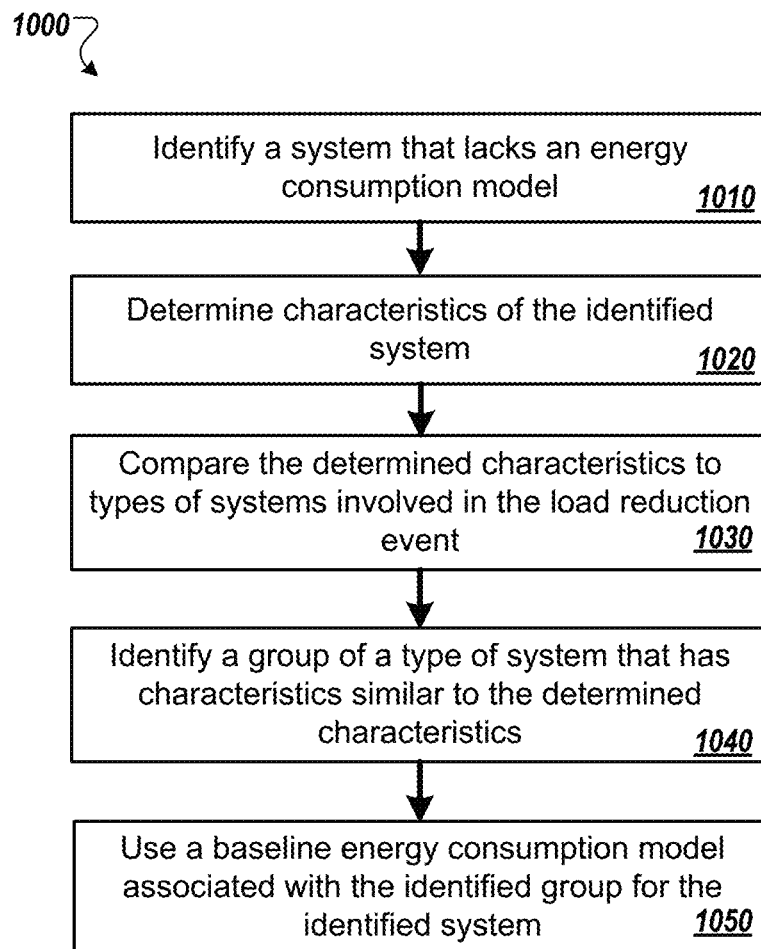 1000
Identify a system that lacks an energy
consumption model
1010
Determine characteristics of the identified
system
1020
Compare the determined characteristics to
types of systems involved in the load reduction
event
1030
Identify a group of a type of system that has
characteristics similar to the determined
characteristics
1040
Use a baseline energy consumption model
associated with the identified group for the
identified system
1050